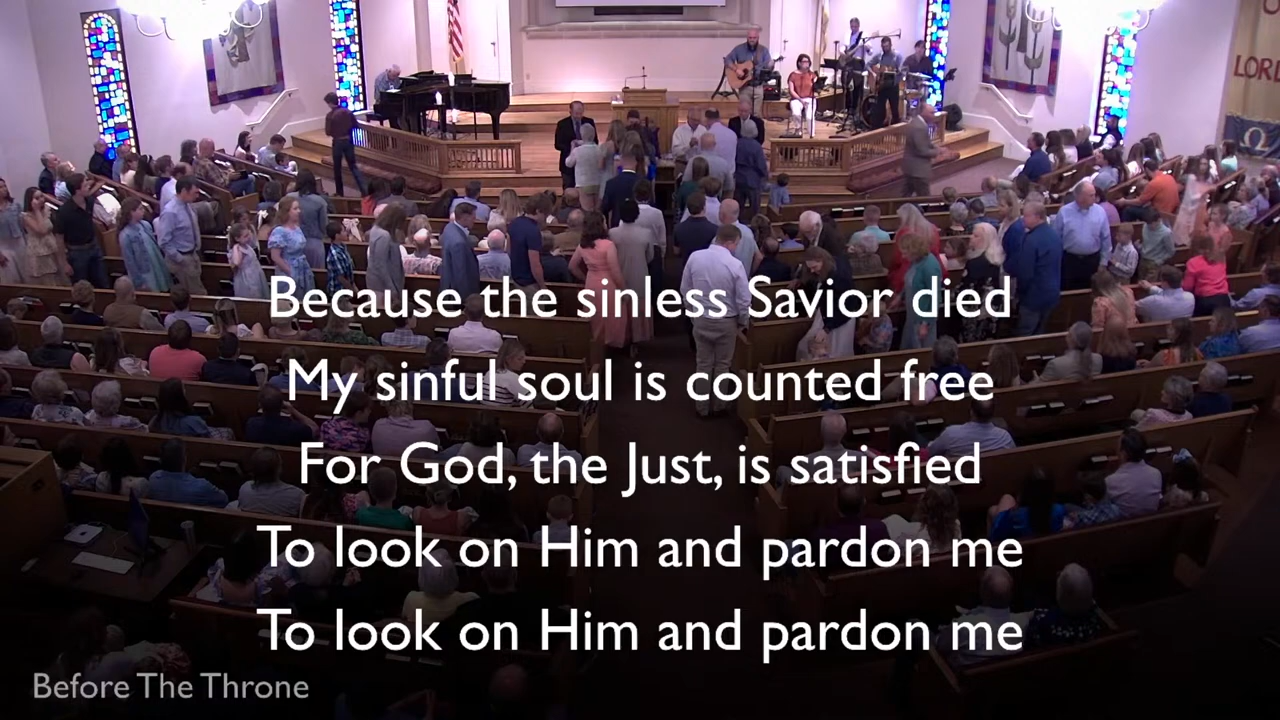 LORD
Because the sinless Savior died
My sinful soul is counted free
For God, the Just, is satisfied
To look on Him and pardon me
To look on Him and pardon me
Before The Throne
Ω